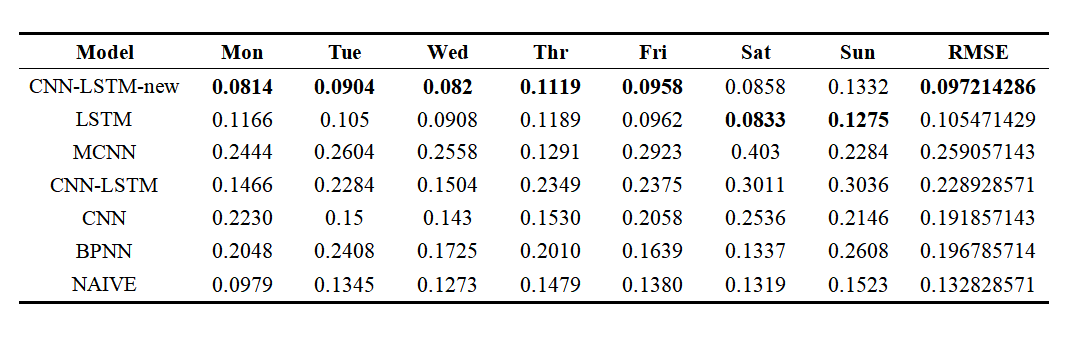 Model Mon Tue Wed Thr Fri Sat Sun RMSE
CNN-LSTM-new 0.0814 0.0904 0.082 0.1119 0.0958 0.0858 0.1332 0.097214286
LSTM 0.1166 0.105 0.0908 0.1189 0.0962 0.0833 0.1275 0.105471429
MCNN 0.2444 0.2604 0.2558 0.1291 0.2923 0.403 0.2284 0.259057143
CNN-LSTM 0.1466 0.2284 0.1504 0.2349 0.2375 0.3011 0.3036 0.228928571
CNN 0.2230 0.15 0.143 0.1530 0.2058 0.2536 0.2146 0.191857143
BPNN 0.2048 0.2408 0.1725 0.2010 0.1639 0.1337 0.2608 0.196785714
NAIVE 0.0979 0.1345 0.1273 0.1479 0.1380 0.1319 0.1523 0.132828571